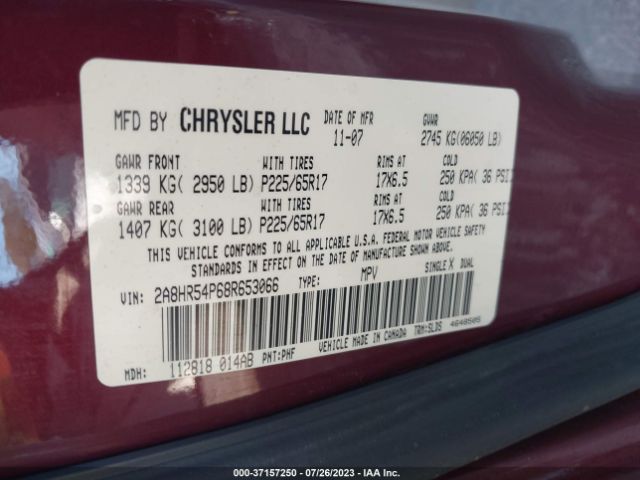 MFD BY CHRYSLER LLC DATE OF MFR GVWR
11-07 2745 KG(06050 LB)
GAWR FRONT WITH TIRES RIMS AT COLD
1339 KG( 2950 LB) P225/65R17 17X6.5 250 KPA( 36 PSI)
GAWR REAR WITH TIRES RIMS AT COLD
1407 KG( 3100 LB) P225/65R17 17X6.5 250 KPA( 36 PSI)
THIS VEHICLE CONFORMS TO ALL APPLICABLE U.S.A. FEDERAL MOTOR VEHICLE SAFETY
STANDARDS IN EFFECT ON THE DATE OF MANUFACTURE SHOWN ABOVE.
VIN: 2A8HR54P68R653066 TYPE: MPV SINGLE X DUAL
MDH: 112818 014AB PNT:PHF VEHICLE MADE IN CANADA TRM:SLDS 4648505
000-37157250 | 07/26/2023 | IAA Inc.